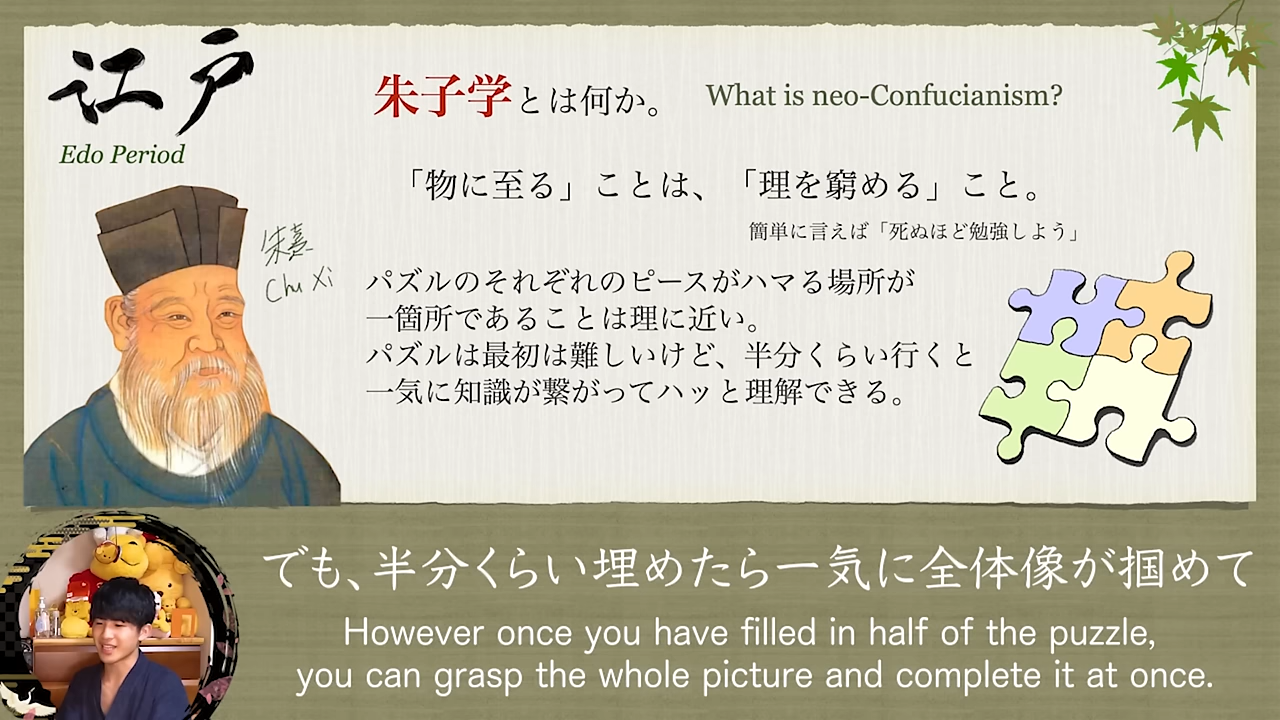 江戸
Edo Period
朱子学とは何か。
What is neo-Confucianism?
「物に至る」ことは、「理を窮める」こと。
簡単に言えば「死ぬほど勉強しよう」
朱熹
Chu Xi
パズルのそれぞれのピースがハマる場所が
一箇所であることは理に近い。
パズルは最初は難しいけど、半分くらい行くと
一気に知識が繋がってハッと理解できる。
でも、半分くらい埋めたら一気に全体像が掴めて
However once you have filled in half of the puzzle,
you can grasp the whole picture and complete it at once.